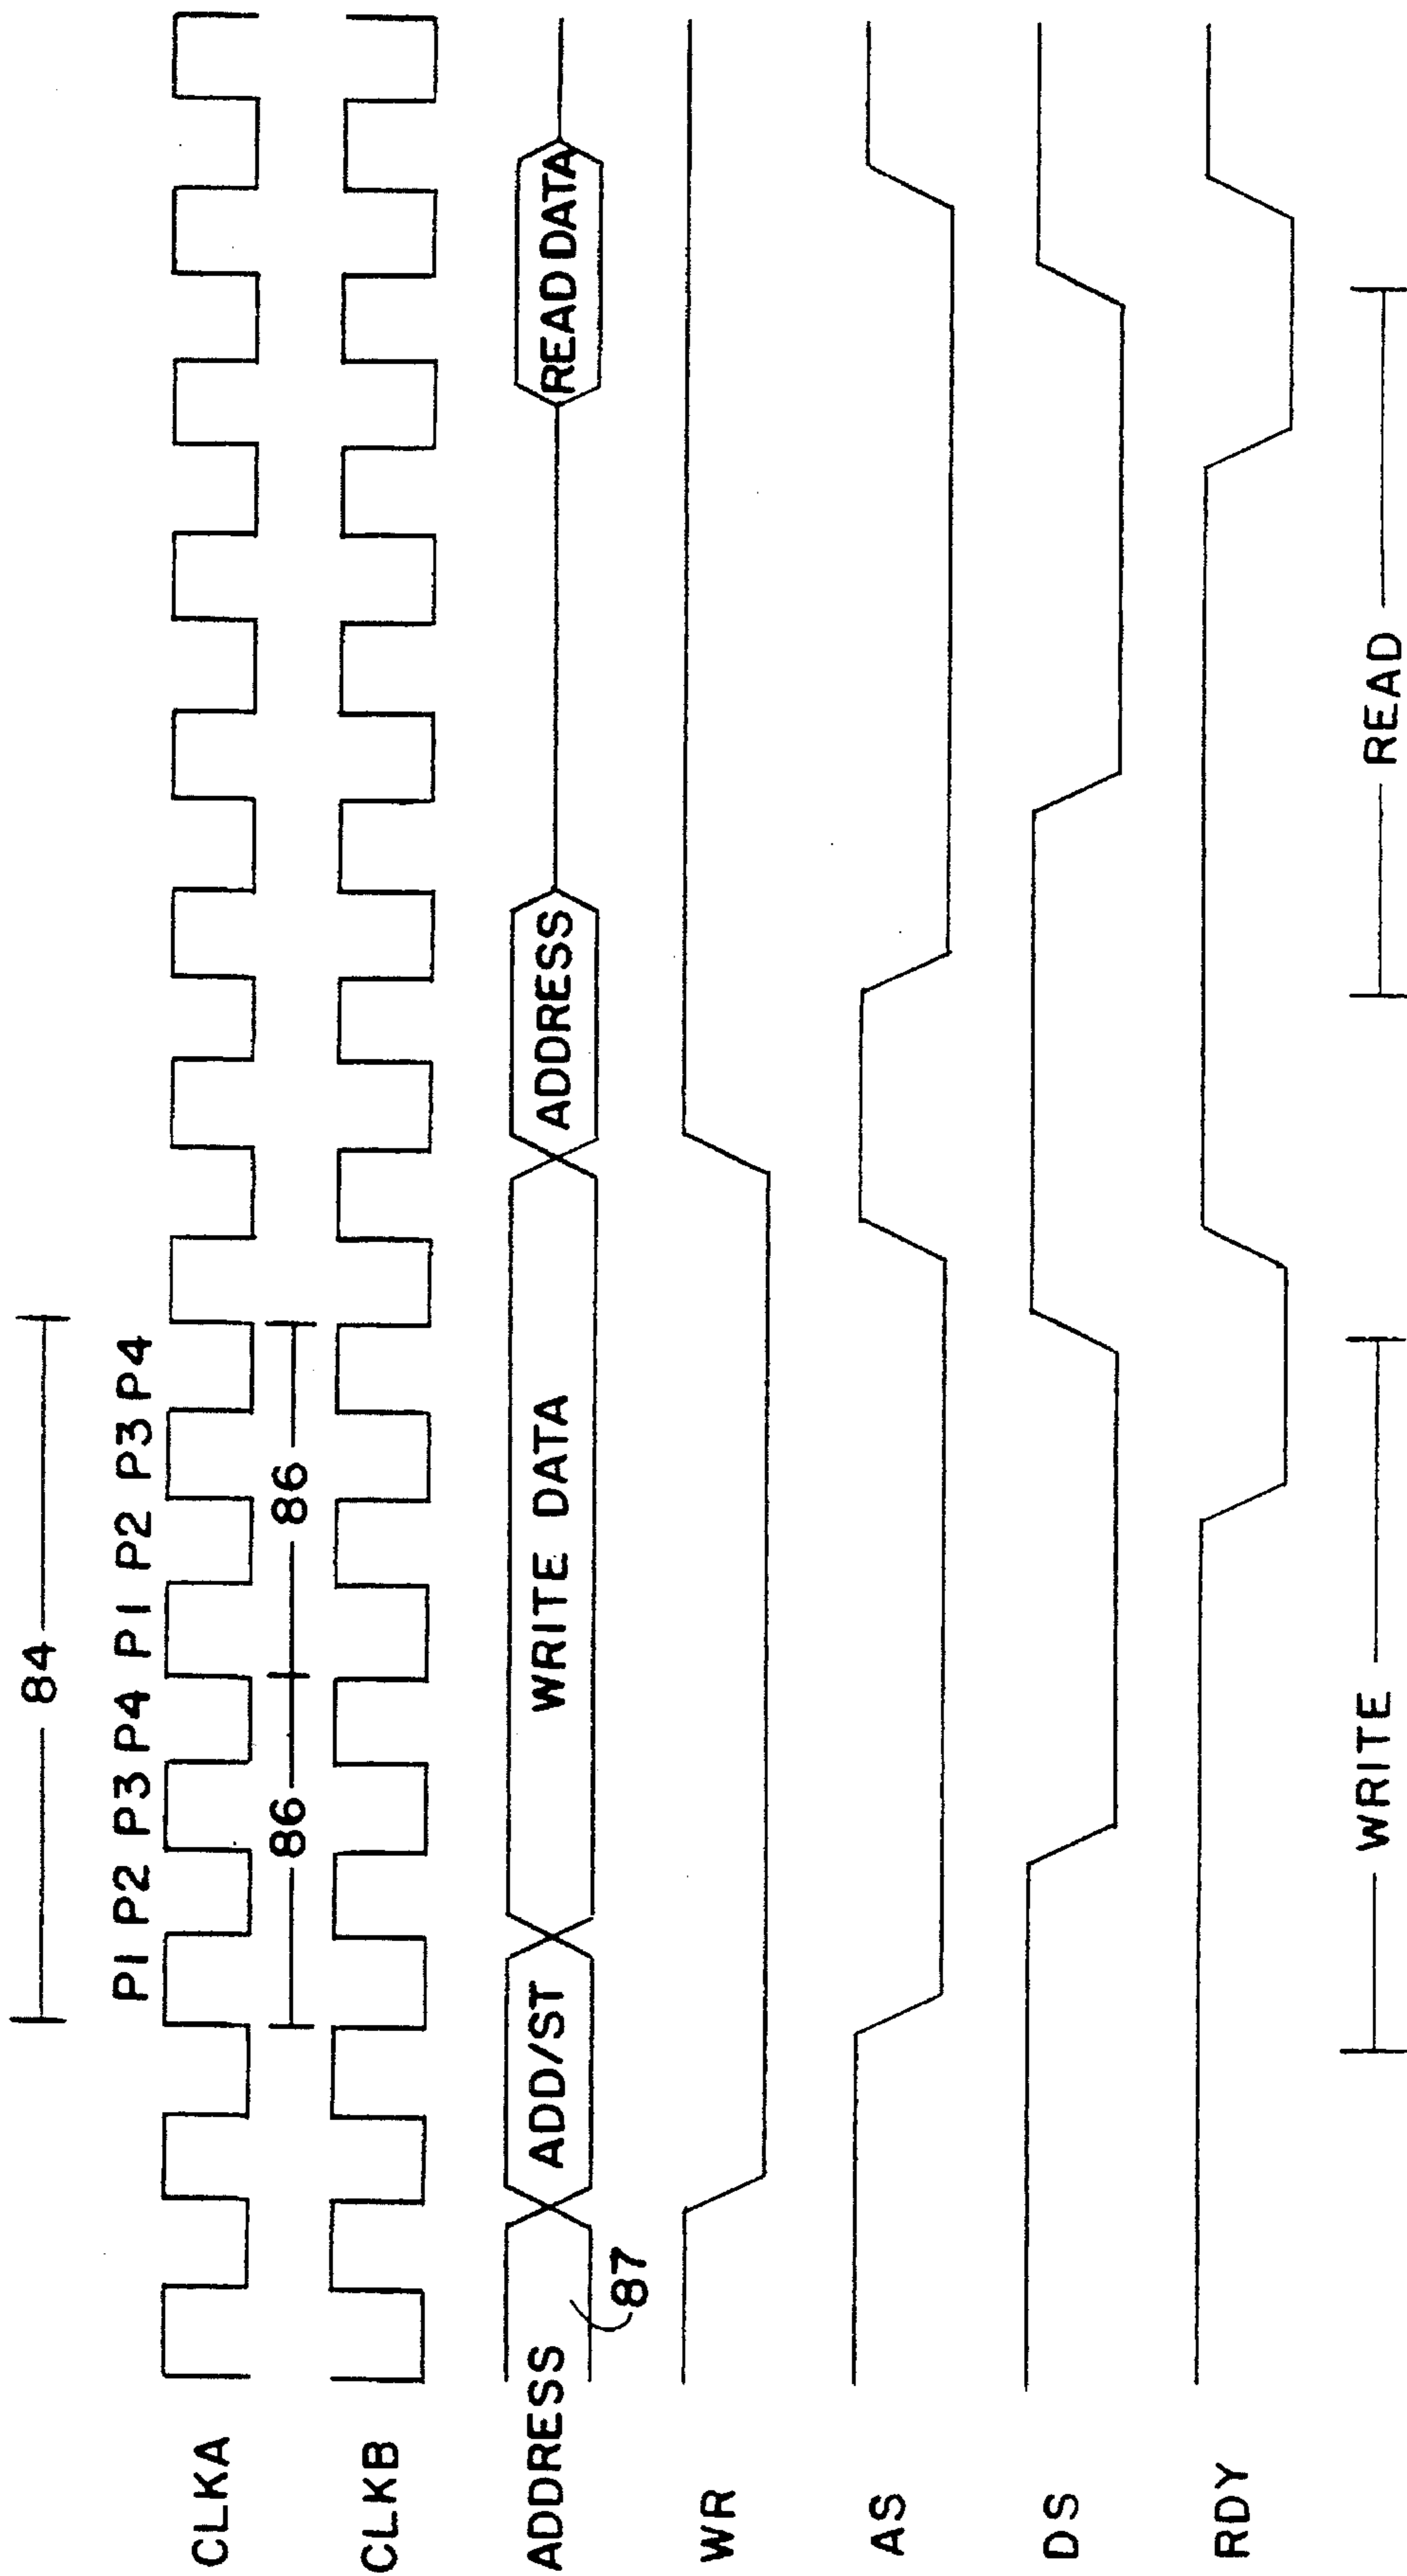 84
P1 P2 P3 P4 P1 P2 P3 P4
CLKA
86 86
CLKB
ADDRESS ADD/ST WRITE DATA ADDRESS READ DATA
87
WR
AS
DS
RDY
WRITE READ